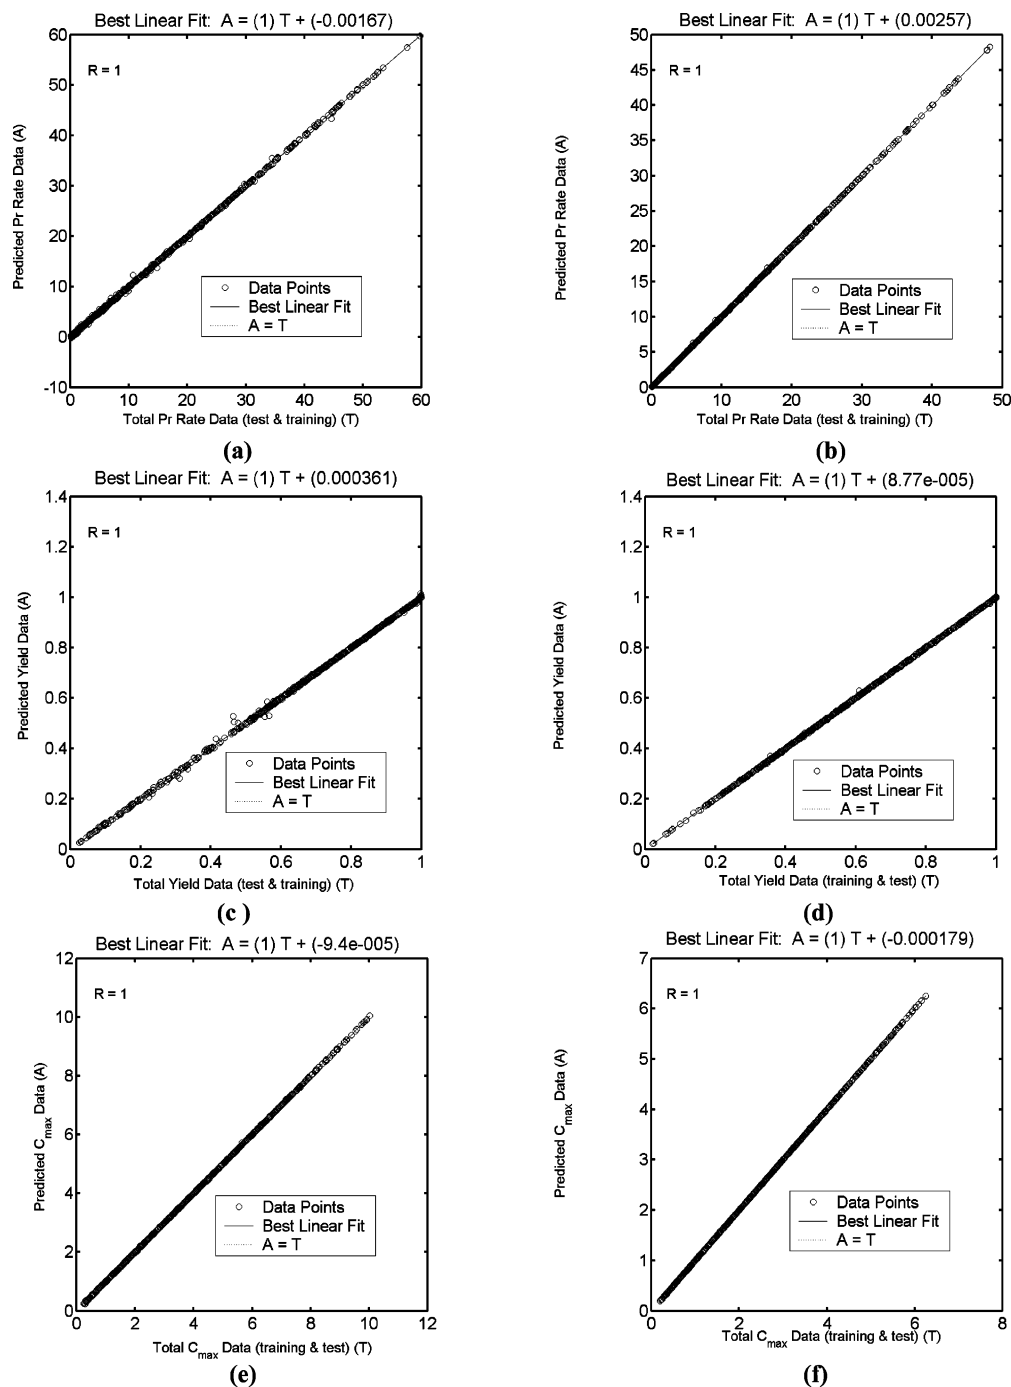 Best Linear Fit: A = (1) T + (-0.00167)
60
50
40
30
20
10
0
-10
R = 1
Predicted Pr Rate Data (A)
Data Points
Best Linear Fit
A = T
0 10 20 30 40 50 60
Total Pr Rate Data (test & training) (T)
(a)
Best Linear Fit: A = (1) T + (0.00257)
50
45
40
35
30
25
20
15
10
5
0
R = 1
Predicted Pr Rate Data (A)
Data Points
Best Linear Fit
A = T
0 10 20 30 40 50
Total Pr Rate Data (test & training) (T)
(b)
Best Linear Fit: A = (1) T + (0.000361)
1.4
1.2
1
0.8
0.6
0.4
0.2
0
R = 1
Predicted Yield Data (A)
Data Points
Best Linear Fit
A = T
0 0.2 0.4 0.6 0.8 1
Total Yield Data (test & training) (T)
(c )
Best Linear Fit: A = (1) T + (8.77e-005)
1.4
1.2
1
0.8
0.6
0.4
0.2
0
R = 1
Predicted Yield Data (A)
Data Points
Best Linear Fit
A = T
0 0.2 0.4 0.6 0.8 1
Total Yield Data (training & test) (T)
(d)
Best Linear Fit: A = (1) T + (-9.4e-005)
12
10
8
6
4
2
0
R = 1
Predicted Cmax Data (A)
Data Points
Best Linear Fit
A = T
0 2 4 6 8 10 12
Total Cmax Data (training & test) (T)
(e)
Best Linear Fit: A = (1) T + (-0.000179)
7
6
5
4
3
2
1
0
R = 1
Predicted Cmax Data (A)
Data Points
Best Linear Fit
A = T
0 2 4 6 8
Total Cmax Data (training & test) (T)
(f)